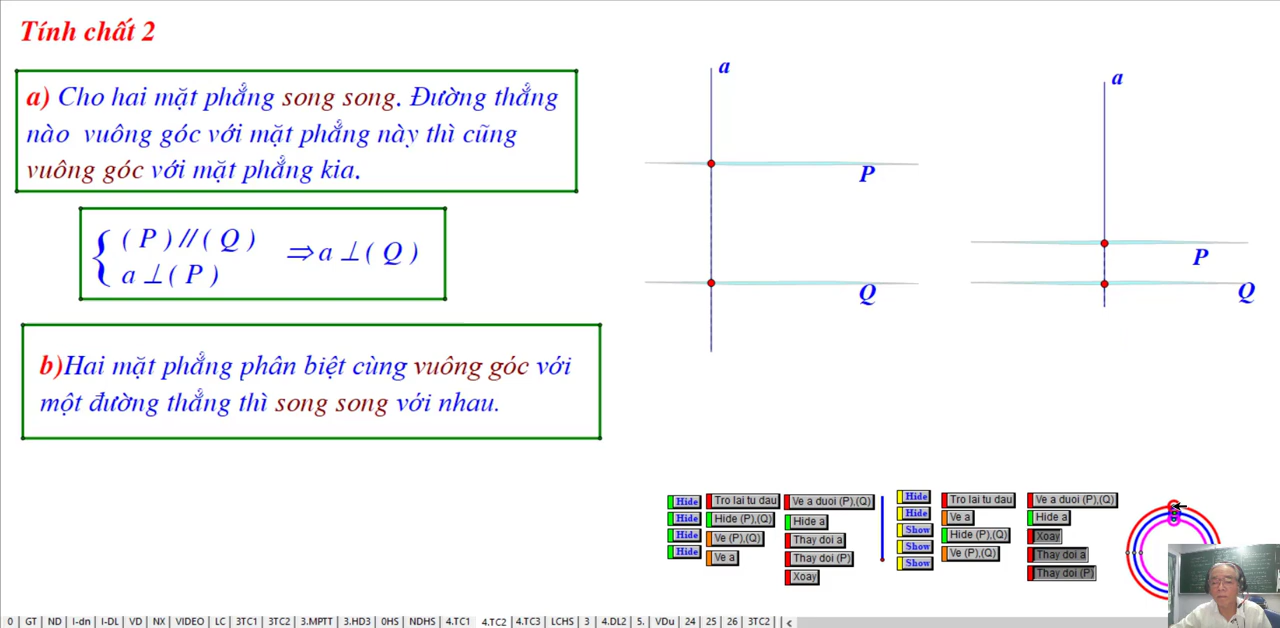 Tính chất 2
a) Cho hai mặt phẳng song song. Đường thẳng
nào vuông góc với mặt phẳng này thì cũng
vuông góc với mặt phẳng kia.
( P ) // ( Q )
a ⊥ ( P )
⇒ a ⊥ ( Q )
b)Hai mặt phẳng phân biệt cùng vuông góc với
một đường thẳng thì song song với nhau.
a
P
Q
a
P
Q
Hide
Hide
Hide
Hide
Tro lai tu dau
Hide (P),(Q)
Ve (P),(Q)
Ve a
Ve a duoi (P),(Q)
Hide a
Thay doi a
Thay doi (P)
Xoay
Hide
Hide
Show
Show
Show
Tro lai tu dau
Ve a
Hide (P),(Q)
Ve (P),(Q)
Ve a duoi (P),(Q)
Hide a
Xoay
Thay doi a
Thay doi (P)
0 | GT | ND | I-dn | I-DL | VD | NX | VIDEO | LC | 3TC1 | 3TC2 | 3.MPTT | 3.HD3 | 0HS | NDHS | 4.TC1 | 4.TC2 | 4.TC3 | LCHS | 3 | 4.DL2 | 5. | VDu | 24 | 25 | 26 | 3TC2 |